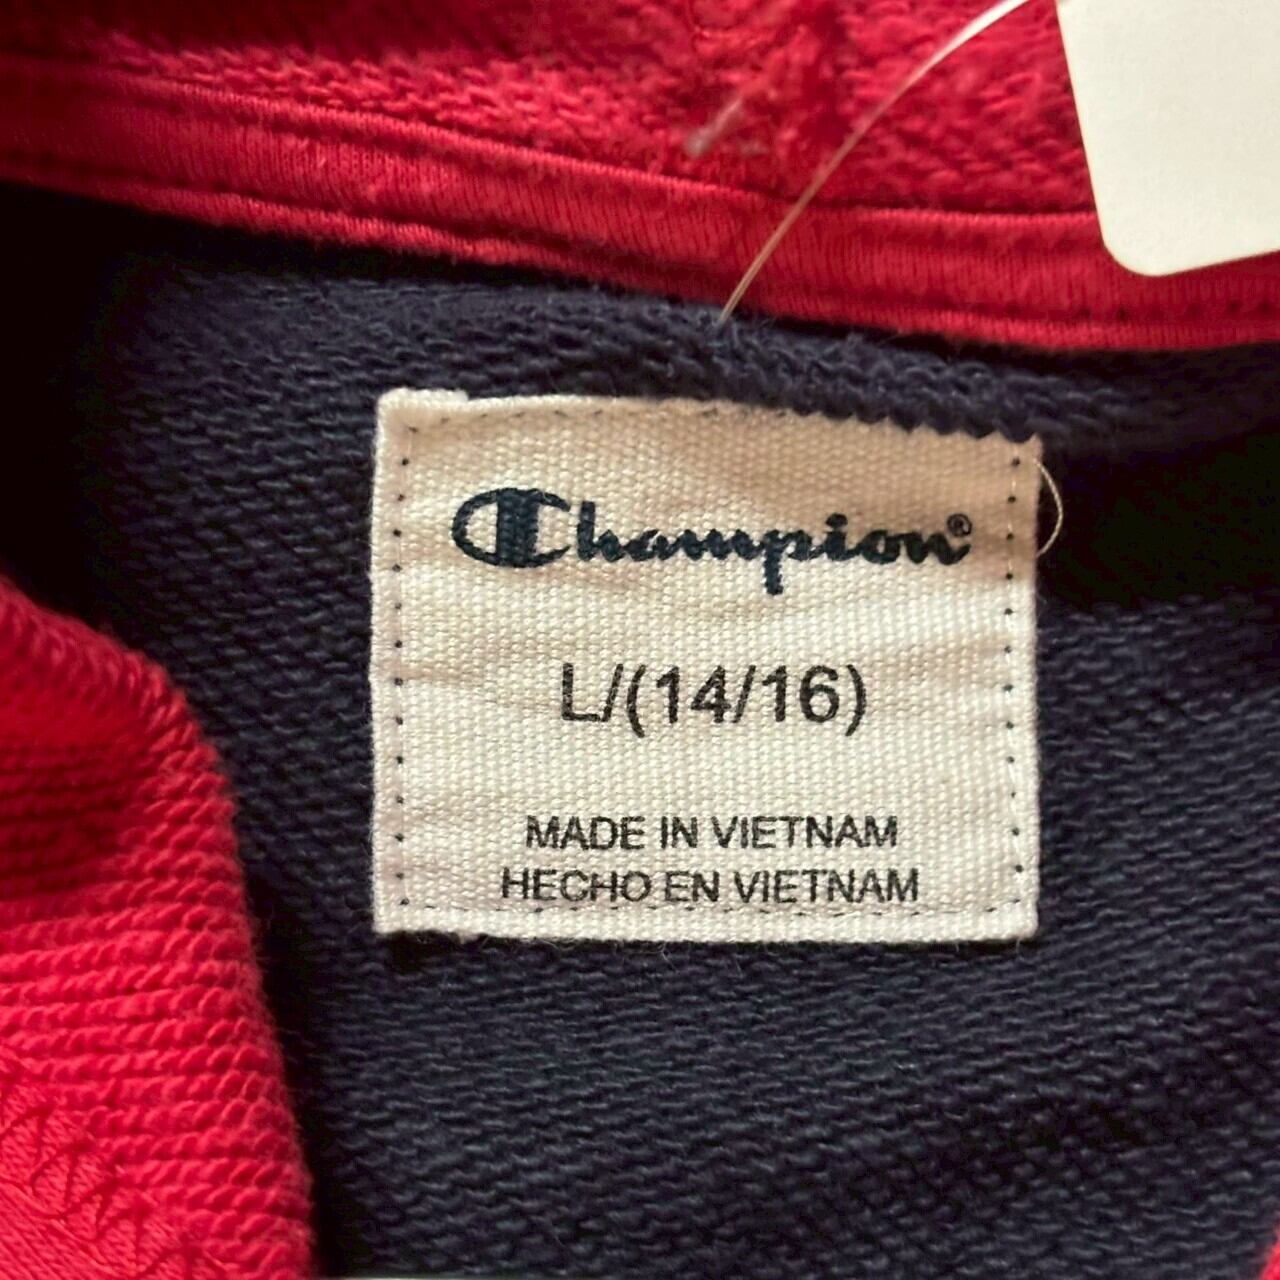 Champion®
L/(14/16)
MADE IN VIETNAM
HECHO EN VIETNAM